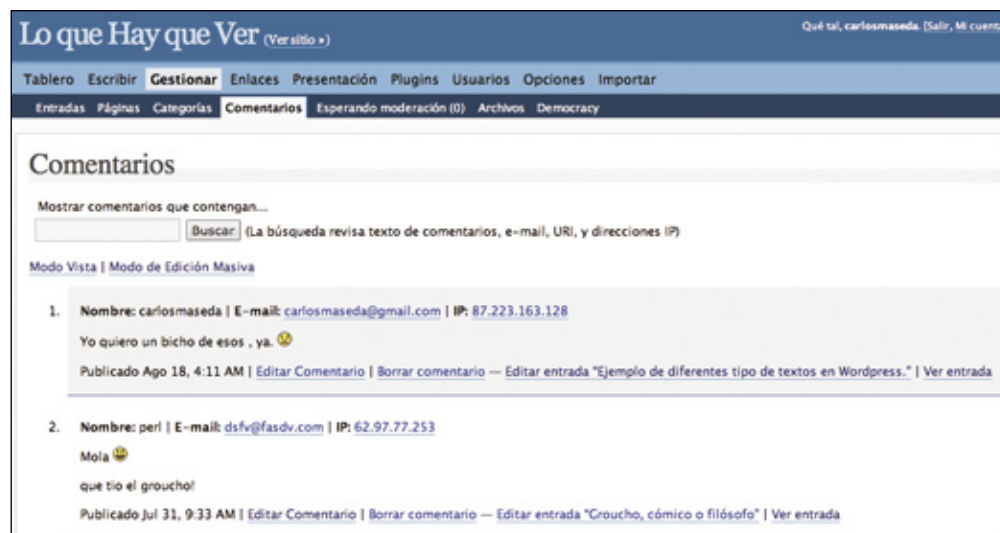 Lo que Hay que Ver (Ver sitio »)
Qué tal, carlosmaseda. [Salir, Mi cuenta
Tablero Escribir Gestionar Enlaces Presentación Plugins Usuarios Opciones Importar
Entradas Páginas Categorías Comentarios Esperando moderación (0) Archivos Democracy
Comentarios
Mostrar comentarios que contengan...
Buscar (La búsqueda revisa texto de comentarios, e-mail, URI, y direcciones IP)
Modo Vista | Modo de Edición Masiva
1. Nombre: carlosmaseda | E-mail: carlosmaseda@gmail.com | IP: 87.223.163.128
Yo quiero un bicho de esos , ya.
Publicado Ago 18, 4:11 AM | Editar Comentario | Borrar comentario — Editar entrada "Ejemplo de diferentes tipo de textos en Wordpress." | Ver entrada
2. Nombre: perl | E-mail: dsfv@fasdv.com | IP: 62.97.77.253
Mola
que tio el groucho!
Publicado Jul 31, 9:33 AM | Editar Comentario | Borrar comentario — Editar entrada "Groucho, cómico o filósofo" | Ver entrada